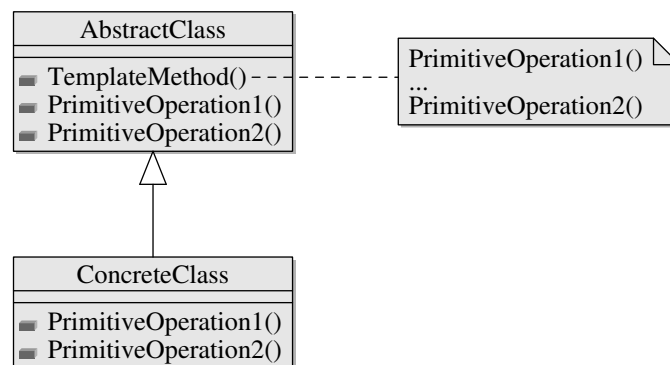 AbstractClass
TemplateMethod()
PrimitiveOperation1()
PrimitiveOperation2()
PrimitiveOperation1()
...
PrimitiveOperation2()
ConcreteClass
PrimitiveOperation1()
PrimitiveOperation2()